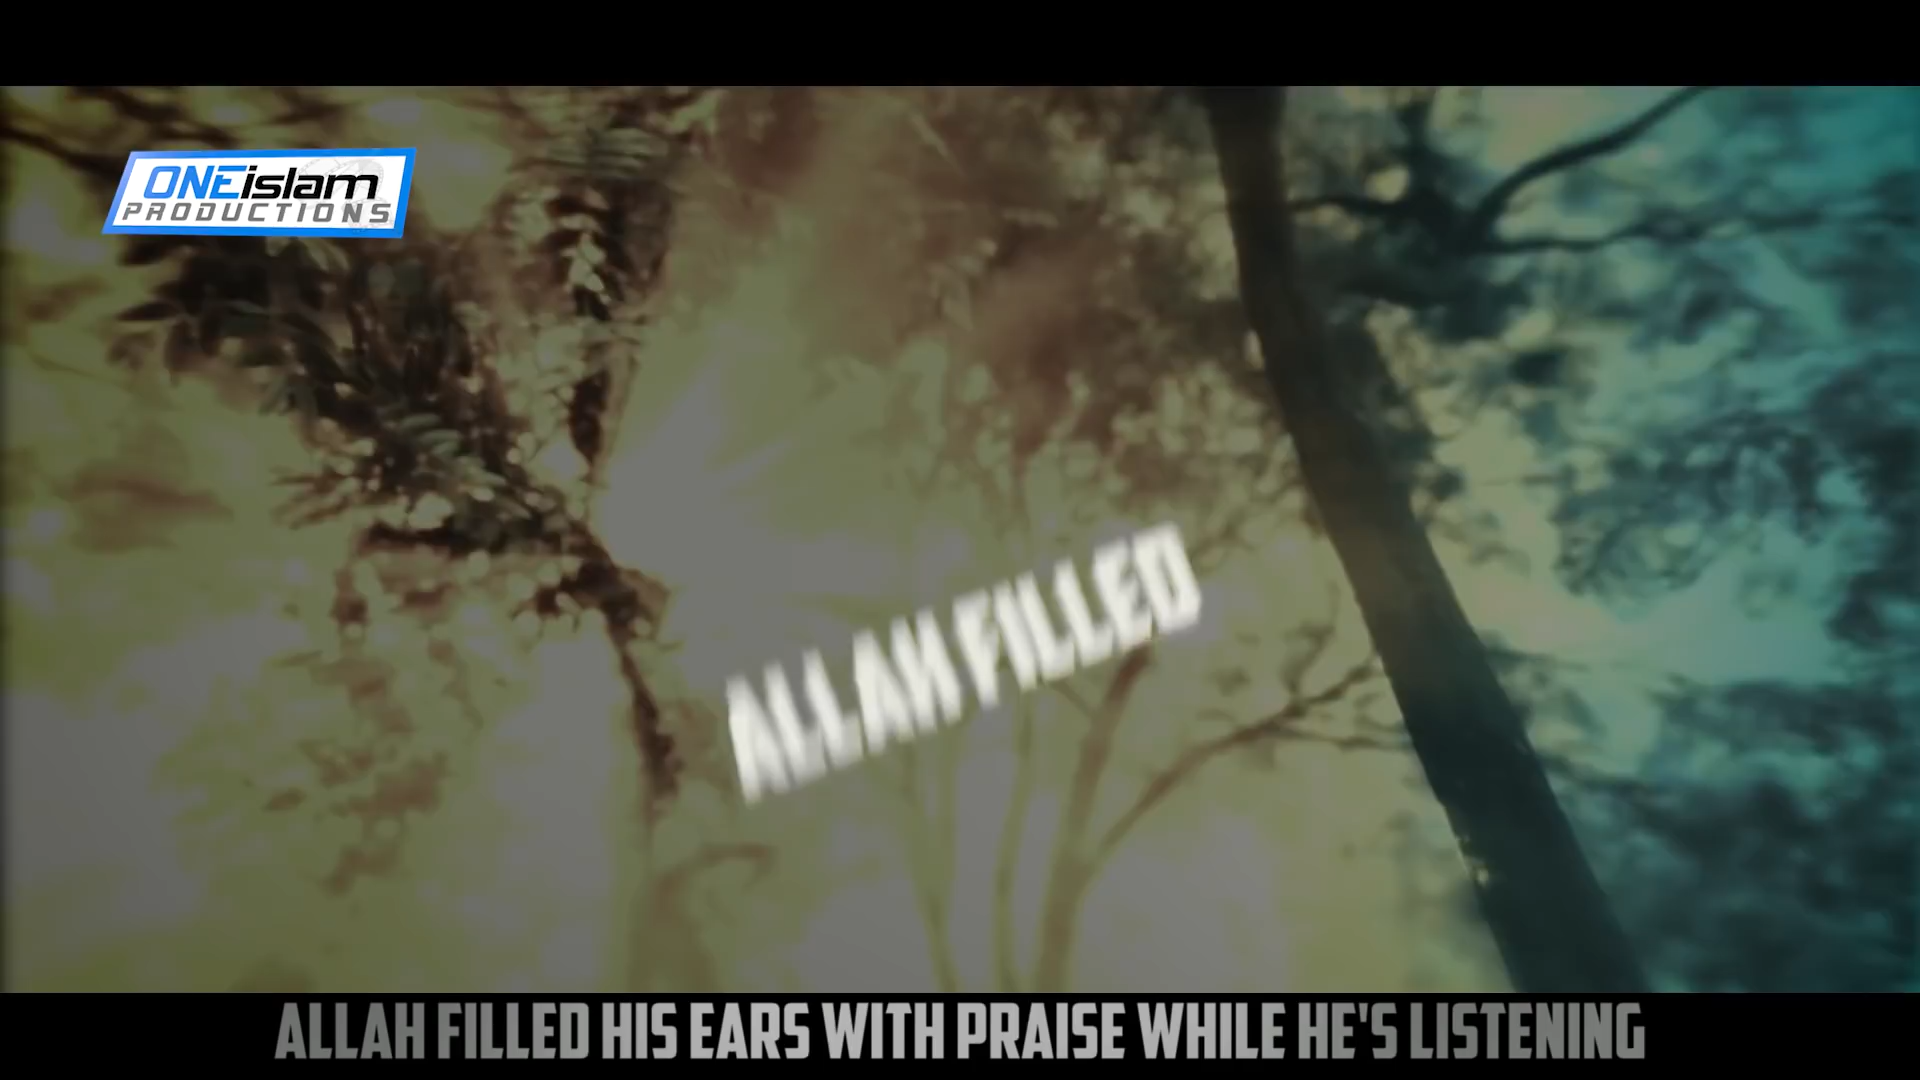 ONEislam
PRODUCTIONS
ALLAH FILLED
ALLAH FILLED HIS EARS WITH PRAISE WHILE HE'S LISTENING